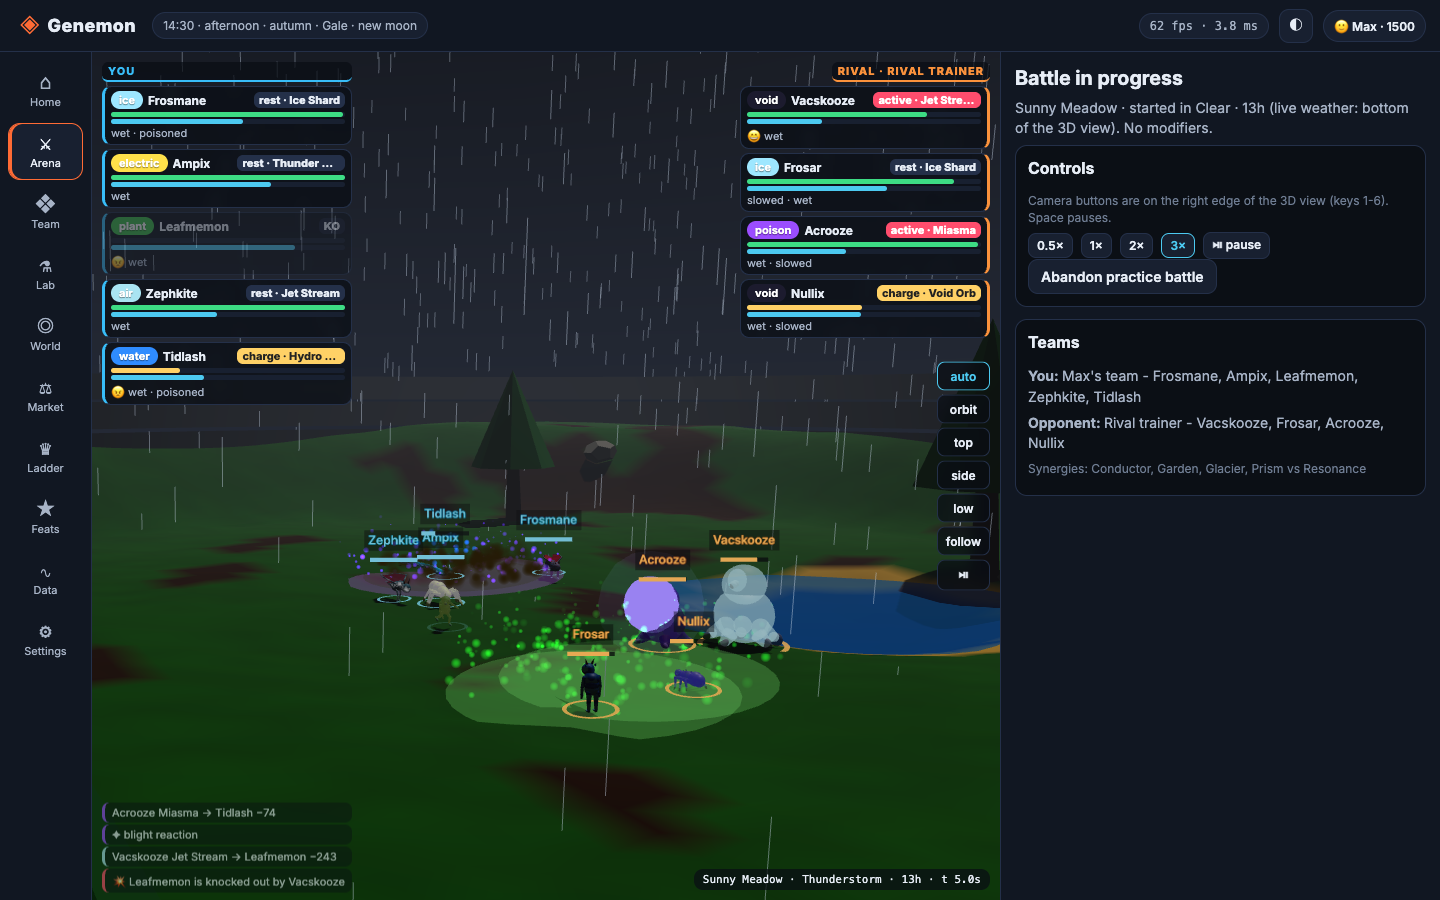 Genemon
14:30 · afternoon · autumn · Gale · new moon
62 fps · 3.8 ms
Max · 1500
Home
Arena
Team
Lab
World
Market
Ladder
Feats
Data
Settings
YOU
ice Frosmane rest · Ice Shard
wet · poisoned
electric Ampix rest · Thunder ...
wet
plant Leafmemon KO
wet
air Zephkite rest · Jet Stream
wet
water Tidlash charge · Hydro ...
wet · poisoned
RIVAL · RIVAL TRAINER
void Vacskooze active · Jet Stre...
wet
ice Frosar rest · Ice Shard
slowed · wet
poison Acrooze active · Miasma
wet · slowed
void Nullix charge · Void Orb
wet · slowed
auto
orbit
top
side
low
follow
Tidlash
Frosmane
Zephkite
Ampix
Vacskooze
Acrooze
Nullix
Frosar
Acrooze Miasma → Tidlash −74
✦ blight reaction
Vacskooze Jet Stream → Leafmemon −243
Leafmemon is knocked out by Vacskooze
Sunny Meadow · Thunderstorm · 13h · t 5.0s
Battle in progress
Sunny Meadow · started in Clear · 13h (live weather: bottom
of the 3D view). No modifiers.
Controls
Camera buttons are on the right edge of the 3D view (keys 1-6).
Space pauses.
0.5× 1× 2× 3× ⏯ pause
Abandon practice battle
Teams
You: Max's team - Frosmane, Ampix, Leafmemon,
Zephkite, Tidlash
Opponent: Rival trainer - Vacskooze, Frosar, Acrooze,
Nullix
Synergies: Conductor, Garden, Glacier, Prism vs Resonance